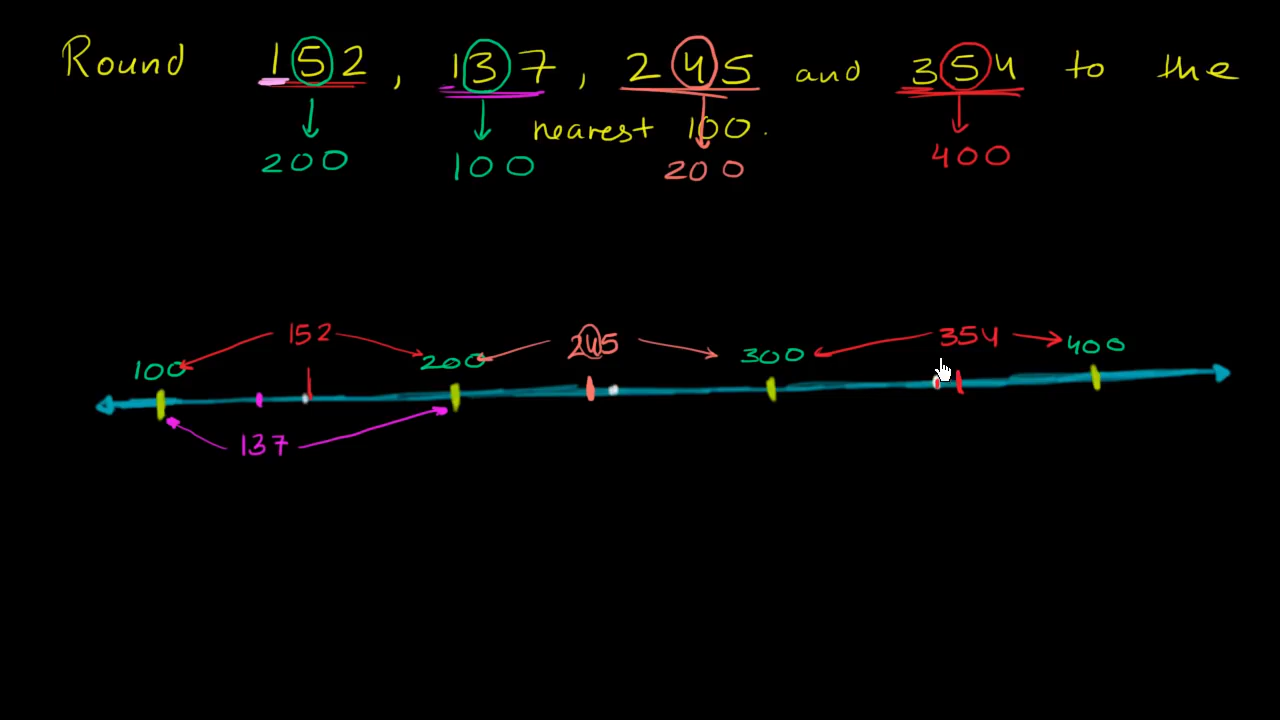 Round 152, 137, 245 and 354 to the
nearest 100.
200 100 200 400
152 245 354
100 200 300 400
137